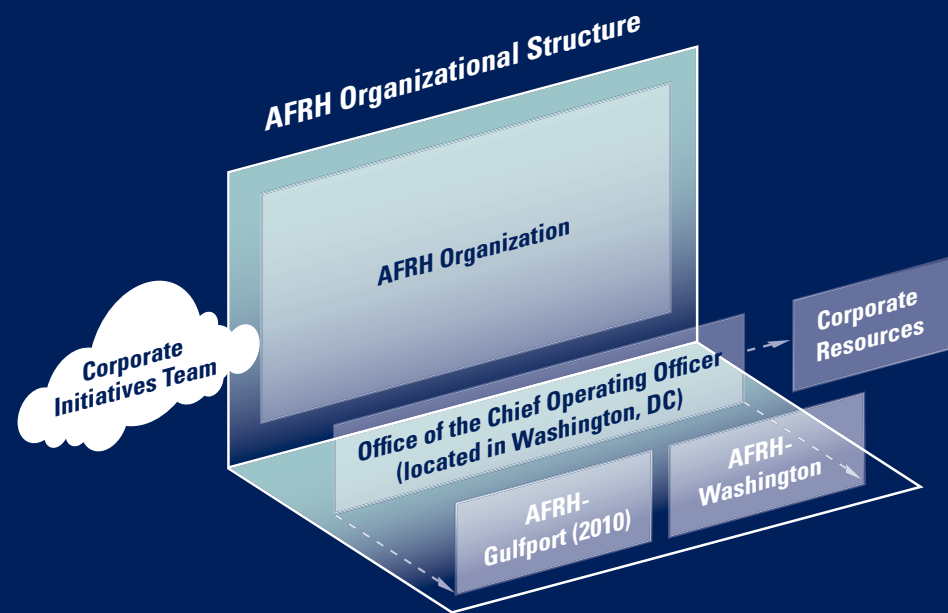 AFRH Organizational Structure
AFRH Organization
Corporate
Initiatives Team
Corporate
Resources
Office of the Chief Operating Officer
(located in Washington, DC)
AFRH-
Gulfport (2010)
AFRH-
Washington